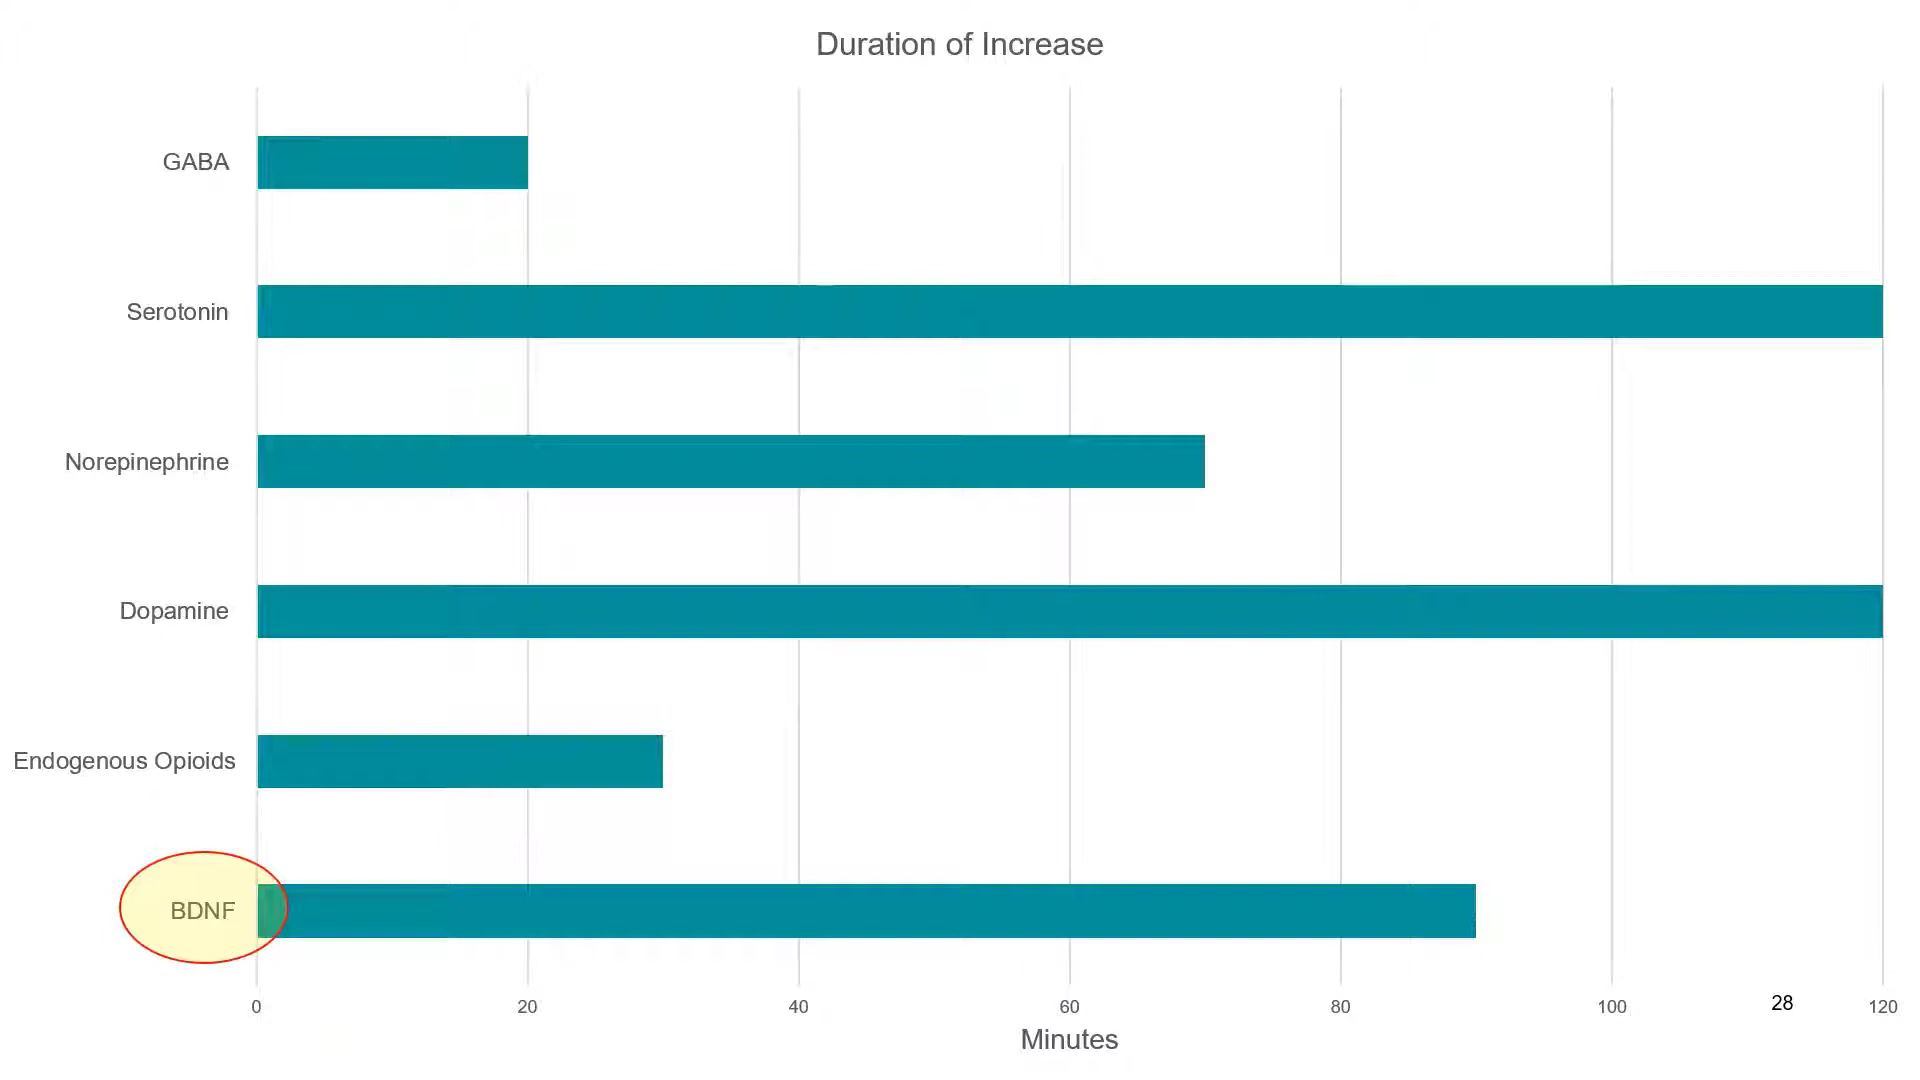 Duration of Increase
GABA
Serotonin
Norepinephrine
Dopamine
Endogenous Opioids
BDNF
0 20 40 60 80 100 28 120
Minutes